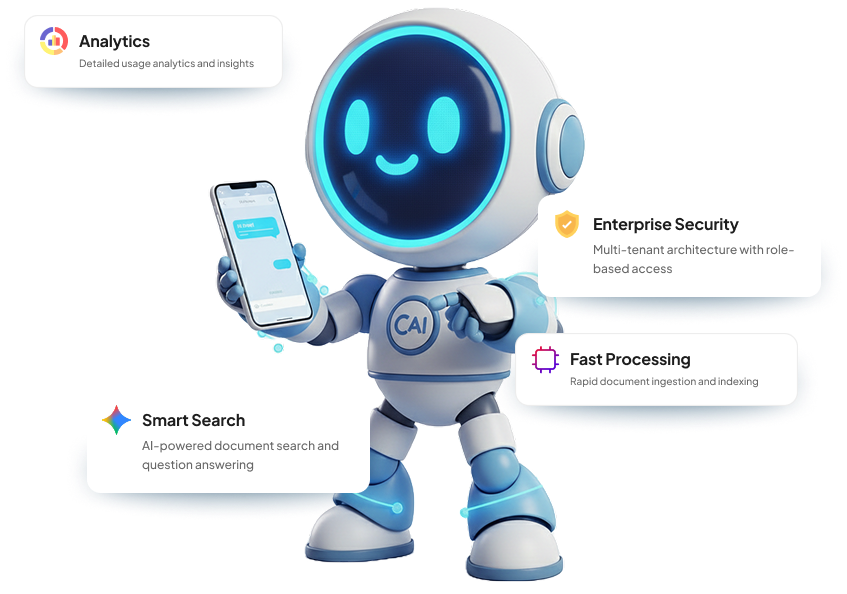 Analytics
Detailed usage analytics and insights
Enterprise Security
Multi-tenant architecture with role-
based access
CAI
Fast Processing
Rapid document ingestion and indexing
Smart Search
AI-powered document search and
question answering